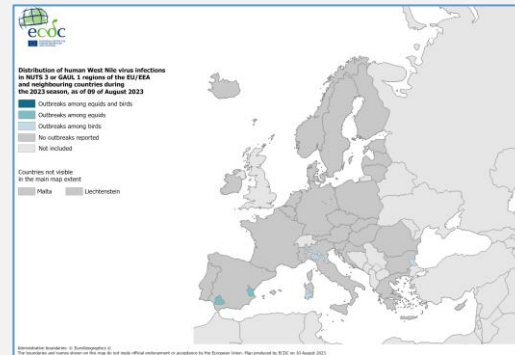 ecdc
Distribution of human West Nile virus infections
in NUTS 3 or GAUL 1 regions of the EU/EEA
and neighbouring countries during
the 2023 season, as of 09 of August 2023
Outbreaks among equids and birds
Outbreaks among equids
Outbreaks among birds
No outbreaks reported
Not included
Countries not visible
in the main map extent
Malta
Liechtenstein
Administrative boundaries: © EuroGeographics ©
The boundaries and names shown on this map do not imply official endorsement or acceptance by the European Union. Map produced by ECDC on 10 August 2023